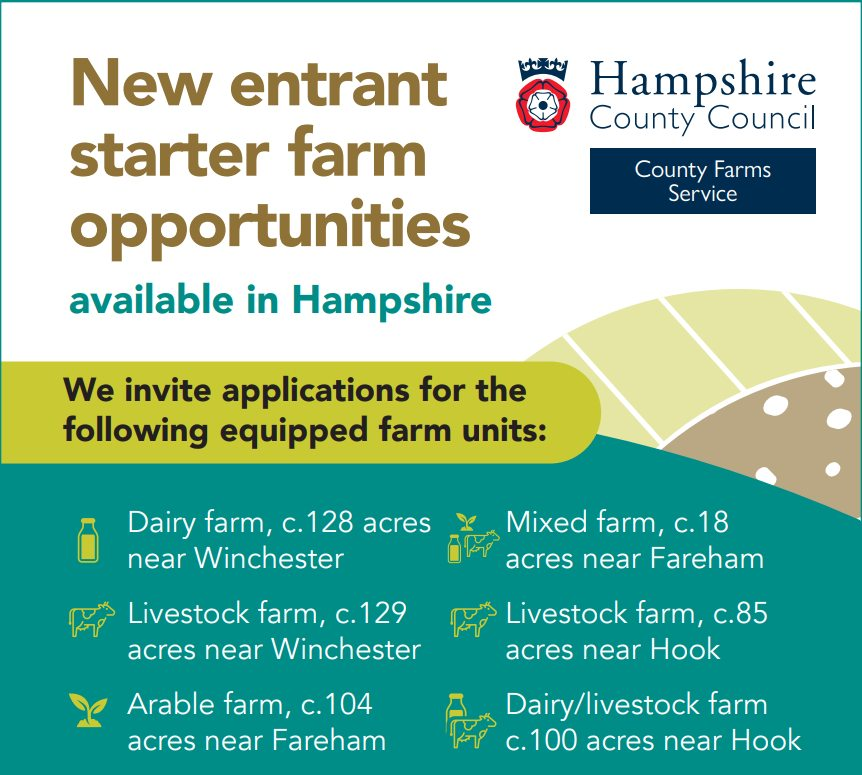 New entrant
starter farm
opportunities
available in Hampshire
Hampshire
County Council
County Farms
Service
We invite applications for the
following equipped farm units:
Dairy farm, c.128 acres
near Winchester
Livestock farm, c.129
acres near Winchester
Arable farm, c.104
acres near Fareham
Mixed farm, c.18
acres near Fareham
Livestock farm, c.85
acres near Hook
Dairy/livestock farm
c.100 acres near Hook